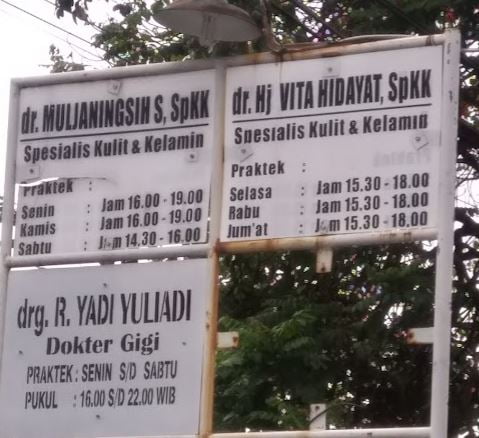 dr. MULJANINGSIH S, SpKK
Spesialis Kulit & Kelamin
Praktek :
Senin : Jam 16.00 - 19.00
Kamis : Jam 16.00 - 19.00
Sabtu : Jam 14.30 - 16.00
dr. Hj VITA HIDAYAT, SpKK
Spesialis Kulit & Kelamin
Praktek :
Selasa : Jam 15.30 - 18.00
Rabu : Jam 15.30 - 18.00
Jum'at : Jam 15.30 - 18.00
drg. R. YADI YULIADI
Dokter Gigi
PRAKTEK : SENIN S/D SABTU
PUKUL : 16.00 S/D 22.00 WIB